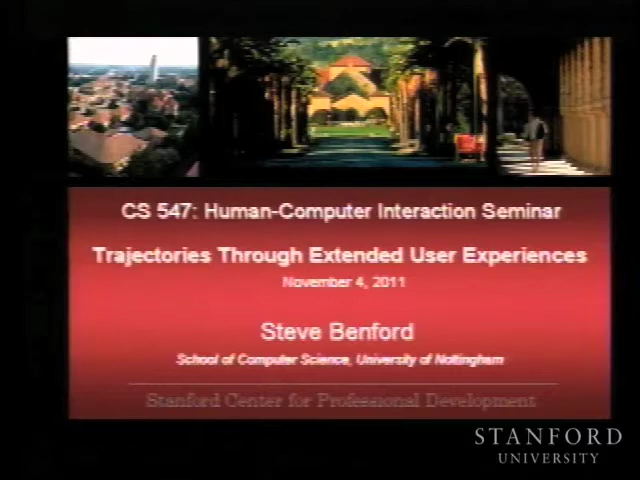 CS 547: Human-Computer Interaction Seminar
Trajectories Through Extended User Experiences
November 4, 2011
Steve Benford
School of Computer Science, University of Nottingham
Stanford Center for Professional Development
STANFORD
UNIVERSITY